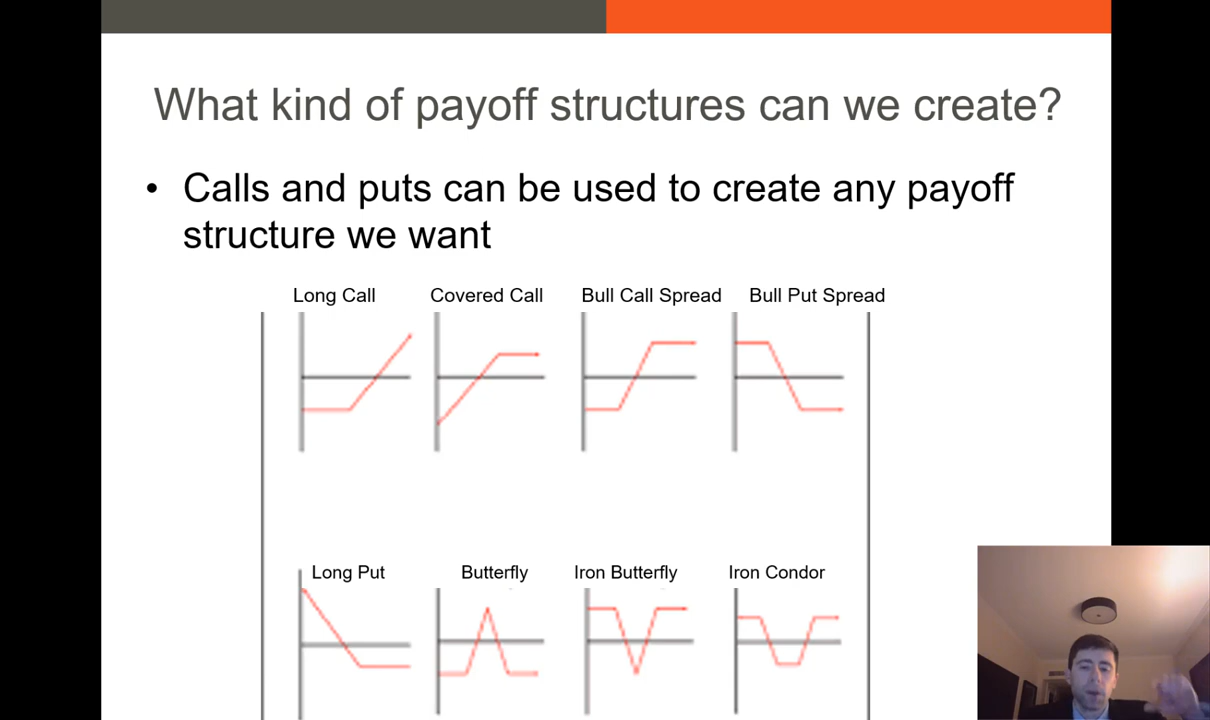 What kind of payoff structures can we create?
• Calls and puts can be used to create any payoff
structure we want
Long Call Covered Call Bull Call Spread Bull Put Spread
Long Put Butterfly Iron Butterfly Iron Condor